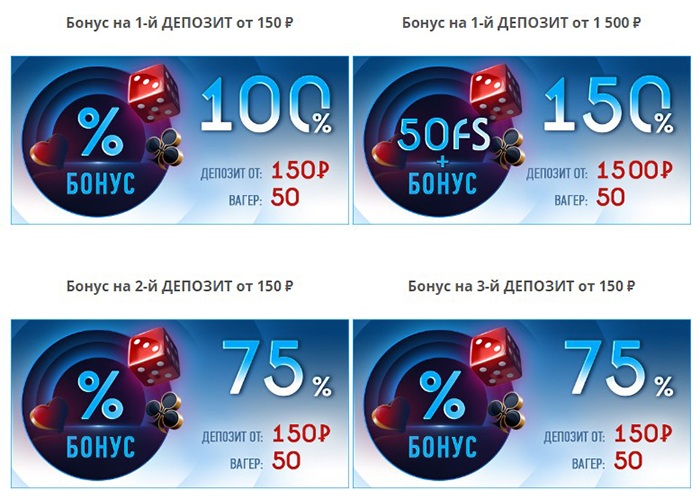 Бонус на 1-й ДЕПОЗИТ от 150 ₽
Бонус на 1-й ДЕПОЗИТ от 1 500 ₽
%
БОНУС
100%
ДЕПОЗИТ ОТ: 150₽
ВАГЕР: 50
50FS
+
БОНУС
150%
ДЕПОЗИТ ОТ: 1500₽
ВАГЕР: 50
Бонус на 2-й ДЕПОЗИТ от 150 ₽
Бонус на 3-й ДЕПОЗИТ от 150 ₽
%
БОНУС
75%
ДЕПОЗИТ ОТ: 150₽
ВАГЕР: 50
%
БОНУС
75%
ДЕПОЗИТ ОТ: 150₽
ВАГЕР: 50